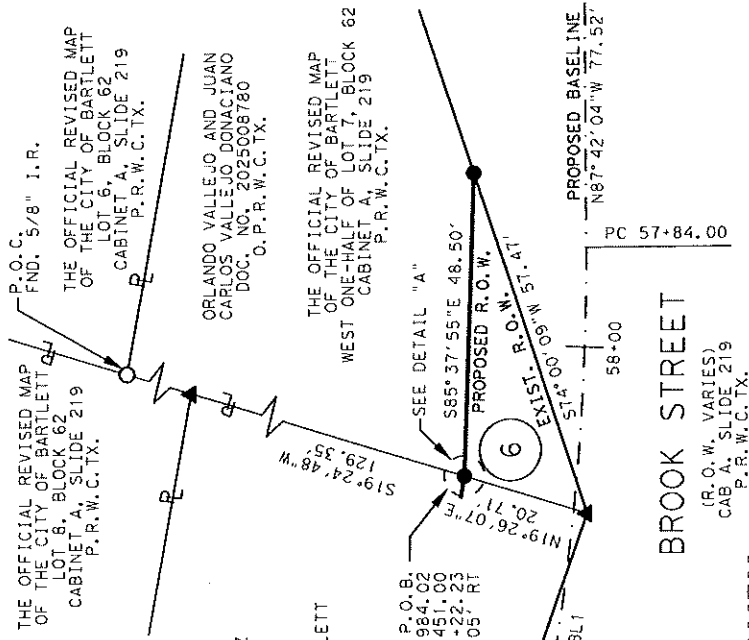 THE OFFICIAL REVISED MAP
OF THE CITY OF BARTLETT
LOT 8, BLOCK 62
CABINET A, SLIDE 219
P.R.W.C.TX.
P.O.C.
FND. 5/8" I.R.
THE OFFICIAL REVISED MAP
OF THE CITY OF BARTLETT
LOT 6, BLOCK 62
CABINET A, SLIDE 219
P.R.W.C.TX.
ORLANDO VALLEJO AND JUAN
CARLOS VALLEJO DONACIANO
DOC. NO. 2025008780
O.P.R.W.C.TX.
THE OFFICIAL REVISED MAP
OF THE CITY OF BARTLETT
WEST ONE-HALF OF LOT 7, BLOCK 62
CABINET A, SLIDE 219
P.R.W.C.TX.
S19°24'48"W
129.35'
SEE DETAIL "A"
S85°37'55"E 48.50'
PROPOSED R.O.W.
6
EXIST. R.O.W.
S74°00'09"W 57.47'
N19°26'07"E
20.71'
P.O.B.
984.02
451.00
+22.23
05' RT
LETT
PROPOSED BASELINE
N87°42'04"W 77.52'
PC 57+84.00
58+00
BL1
BROOK STREET
(R.O.W. VARIES)
CAB A, SLIDE 219
P.R.W.C.TX.